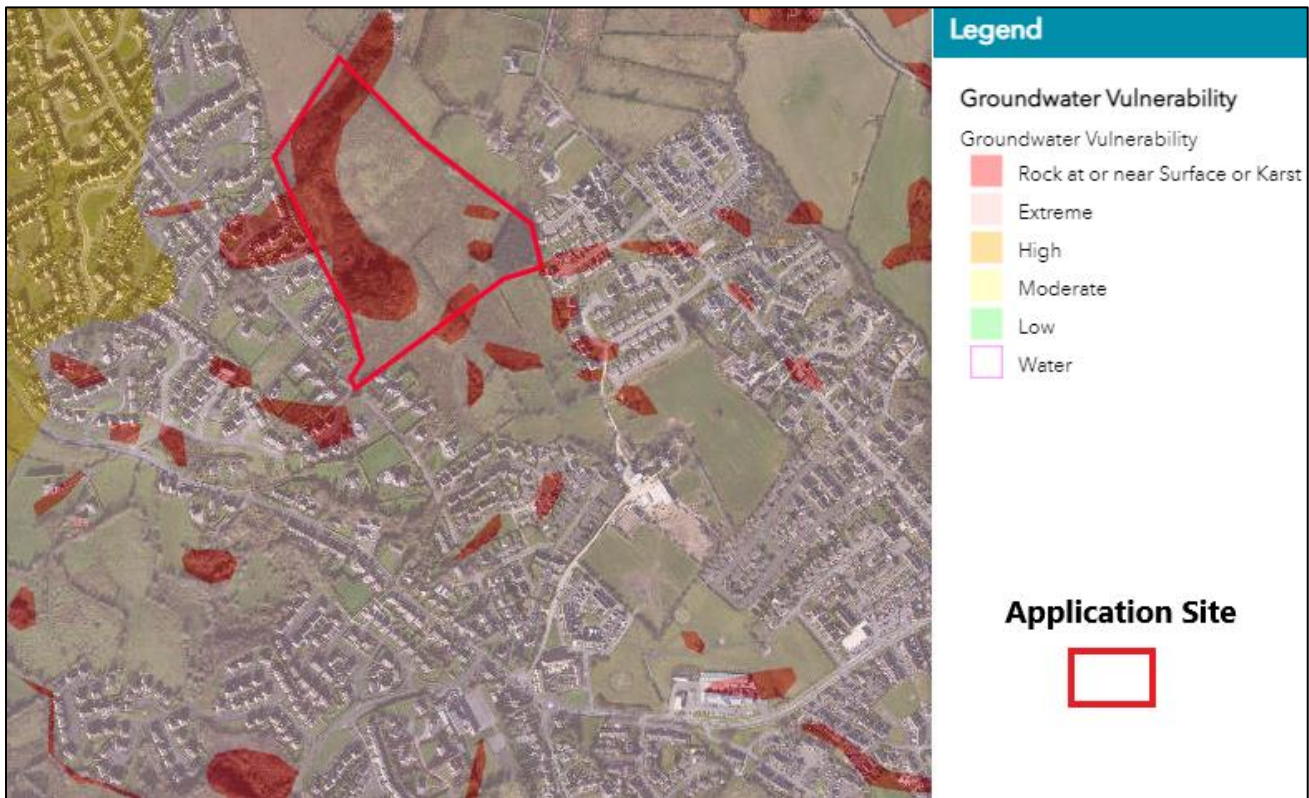 Legend
Groundwater Vulnerability
Groundwater Vulnerability
Rock at or near Surface or Karst
Extreme
High
Moderate
Low
Water
Application Site